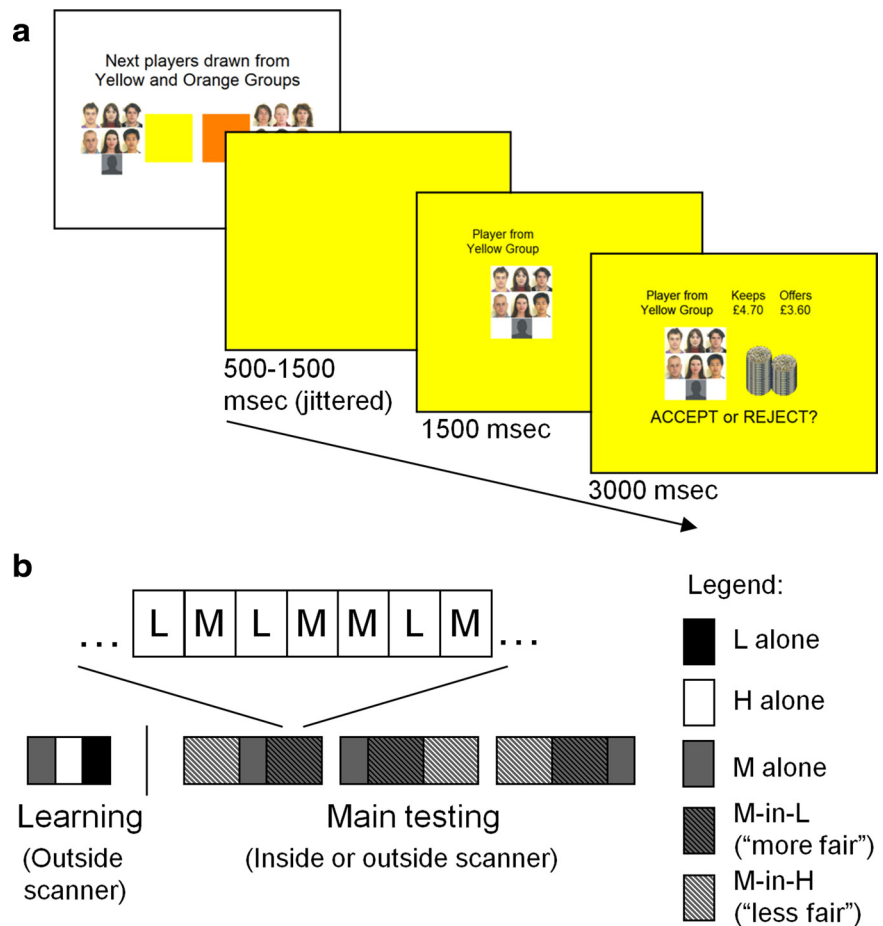 a
Next players drawn from
Yellow and Orange Groups
500-1500
msec (jittered)
Player from
Yellow Group
1500 msec
Player from Keeps Offers
Yellow Group £4.70 £3.60
ACCEPT or REJECT?
3000 msec
b
... L M L M M L M ...
Learning
(Outside
scanner)
Main testing
(Inside or outside scanner)
Legend:
L alone
H alone
M alone
M-in-L
("more fair")
M-in-H
("less fair")